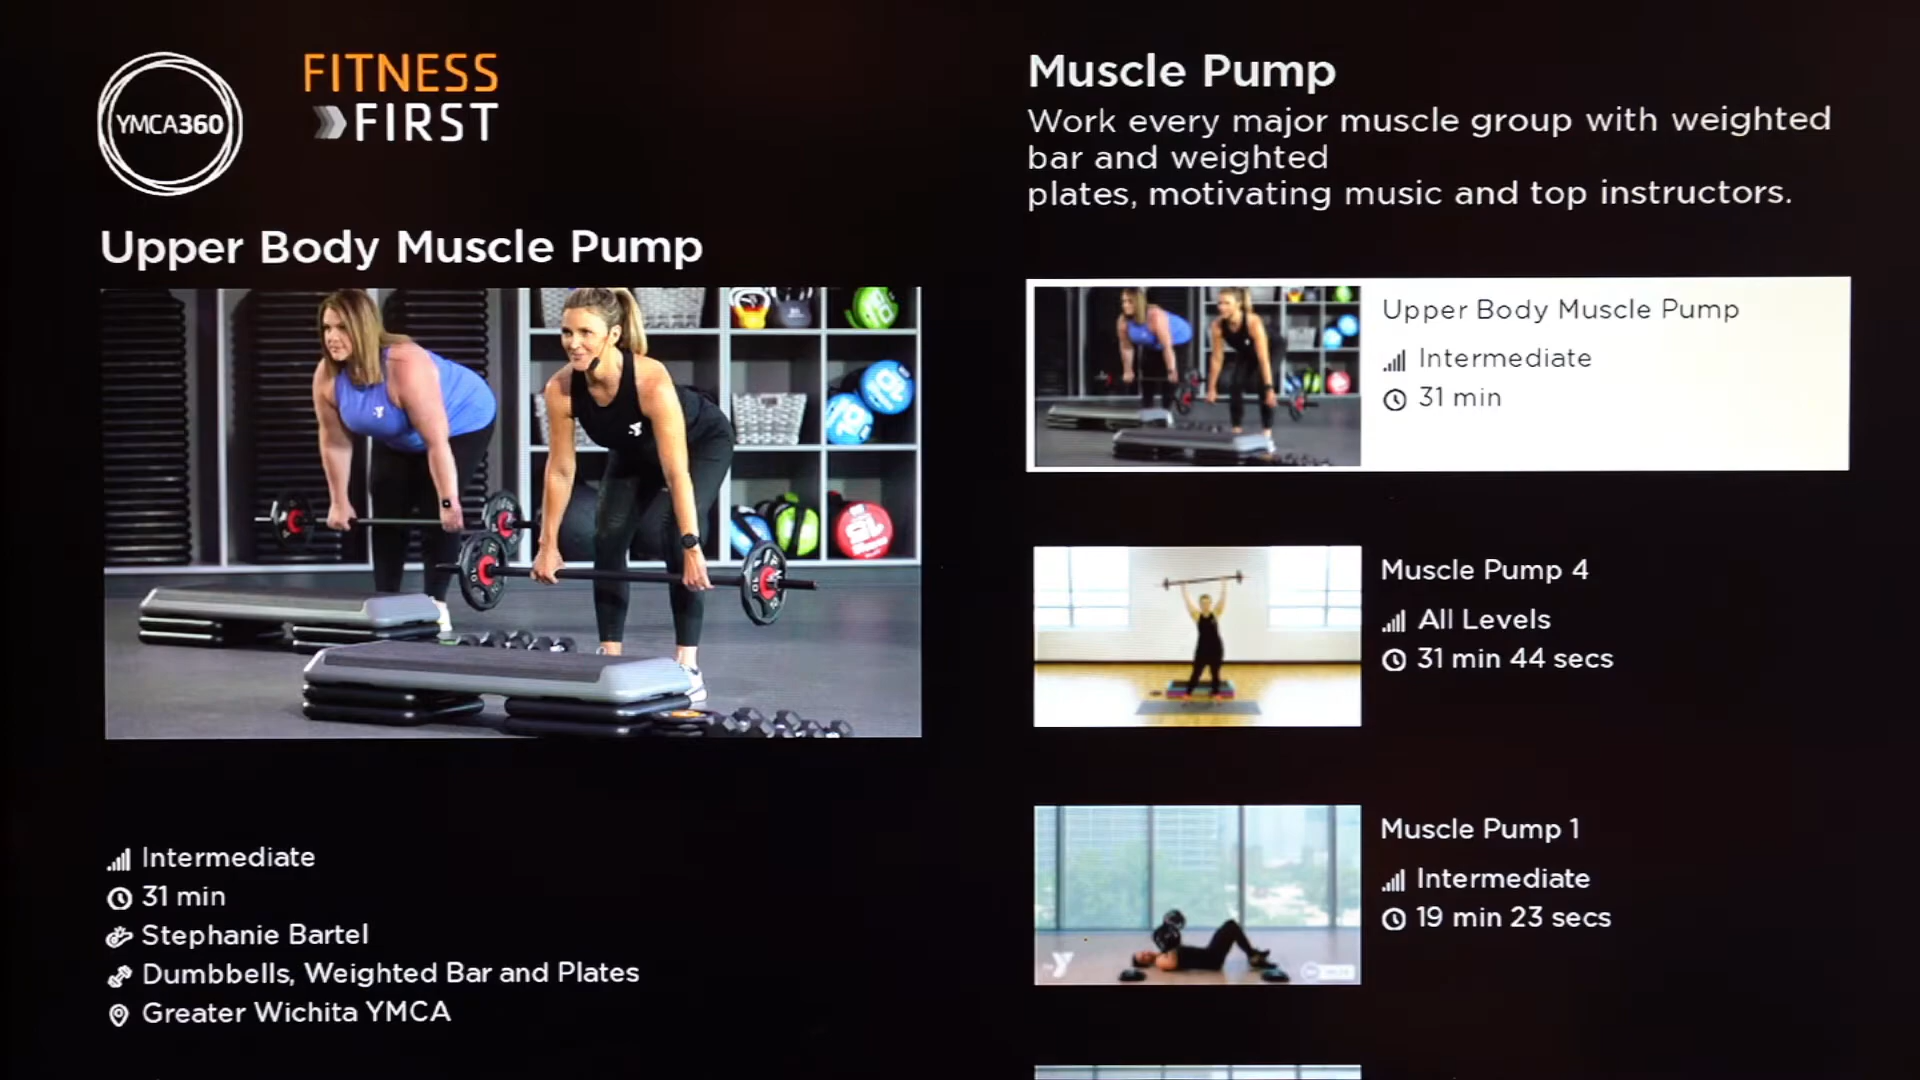 YMCA360
FITNESS
FIRST
Upper Body Muscle Pump
Intermediate
31 min
Stephanie Bartel
Dumbbells, Weighted Bar and Plates
Greater Wichita YMCA
Muscle Pump
Work every major muscle group with weighted
bar and weighted
plates, motivating music and top instructors.
Upper Body Muscle Pump
Intermediate
31 min
Muscle Pump 4
All Levels
31 min 44 secs
Muscle Pump 1
Intermediate
19 min 23 secs